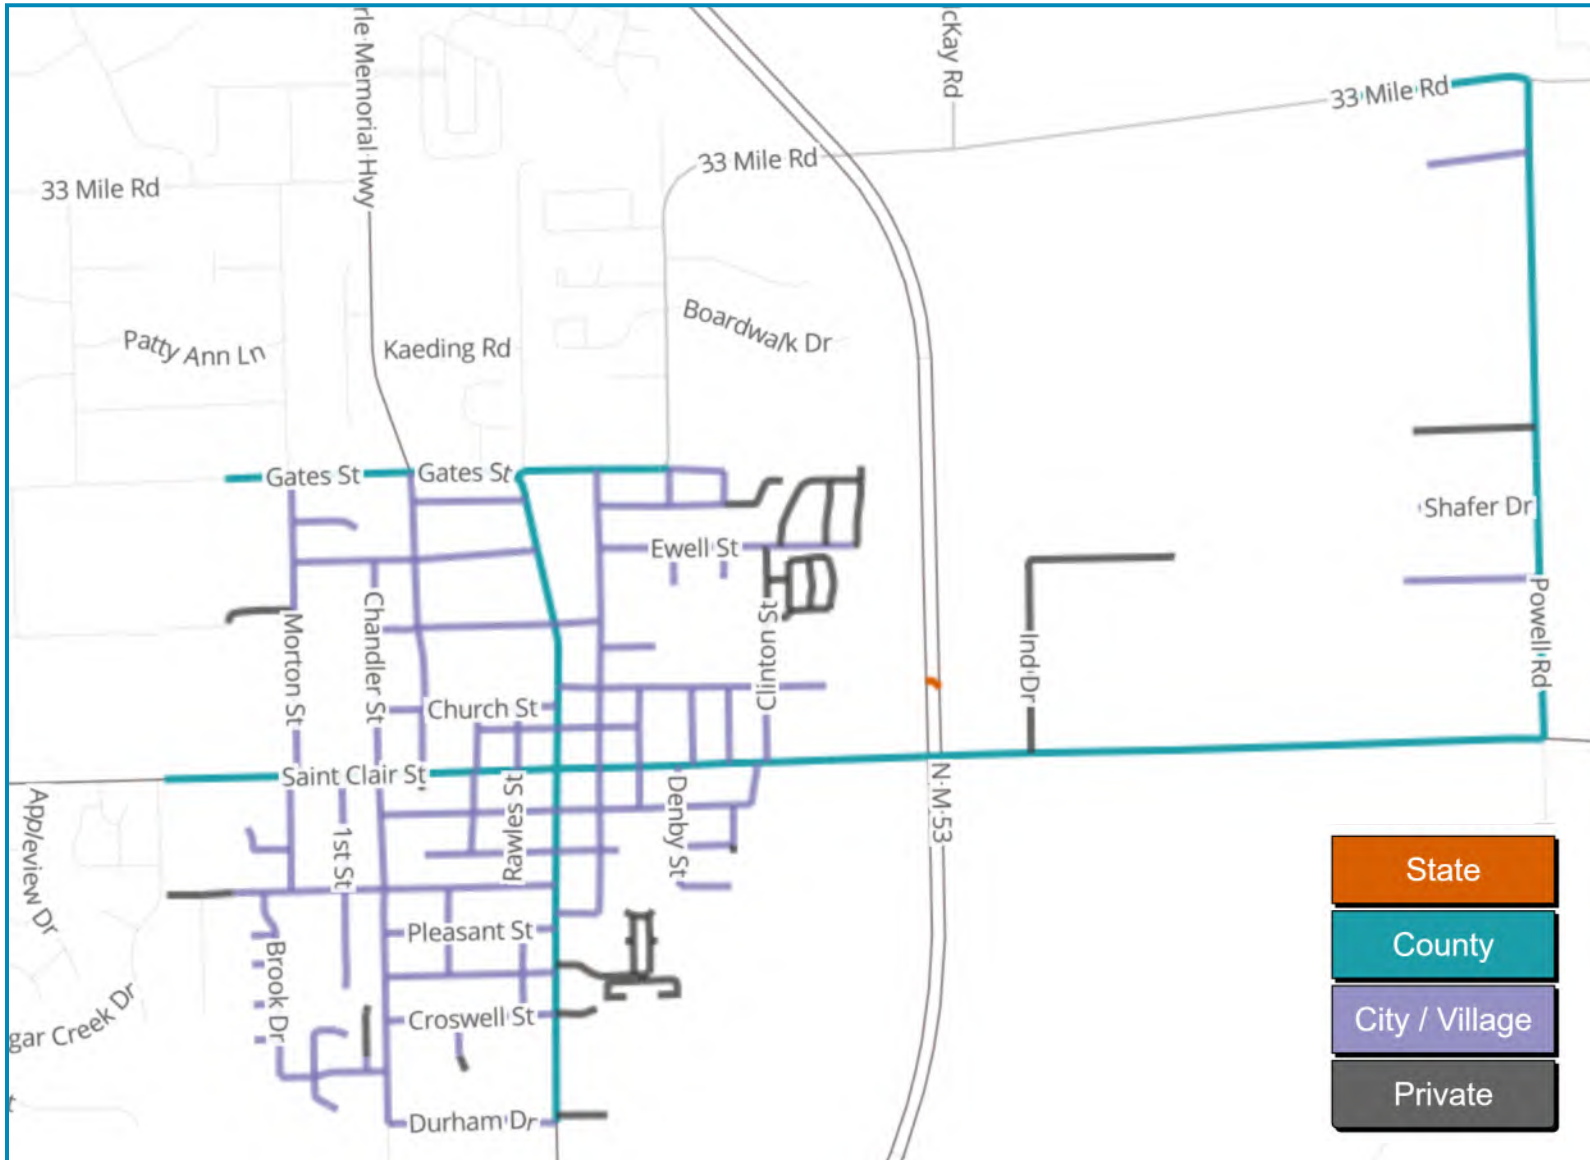 rle Memorial Hwy
cKay Rd
33 Mile Rd
33 Mile Rd
33 Mile Rd
Boardwalk Dr
Patty Ann Ln
Kaeding Rd
Gates St
Gates St
Shafer Dr
Ewell St
Powell Rd
Morton St
Chandler St
Clinton St
Ind Dr
Church St
Saint Clair St
N M 53
Appleview Dr
1st St
Rawles St
Denby St
State
Pleasant St
County
Brook Dr
gar Creek Dr
Croswell St
City / Village
Private
Durham Dr